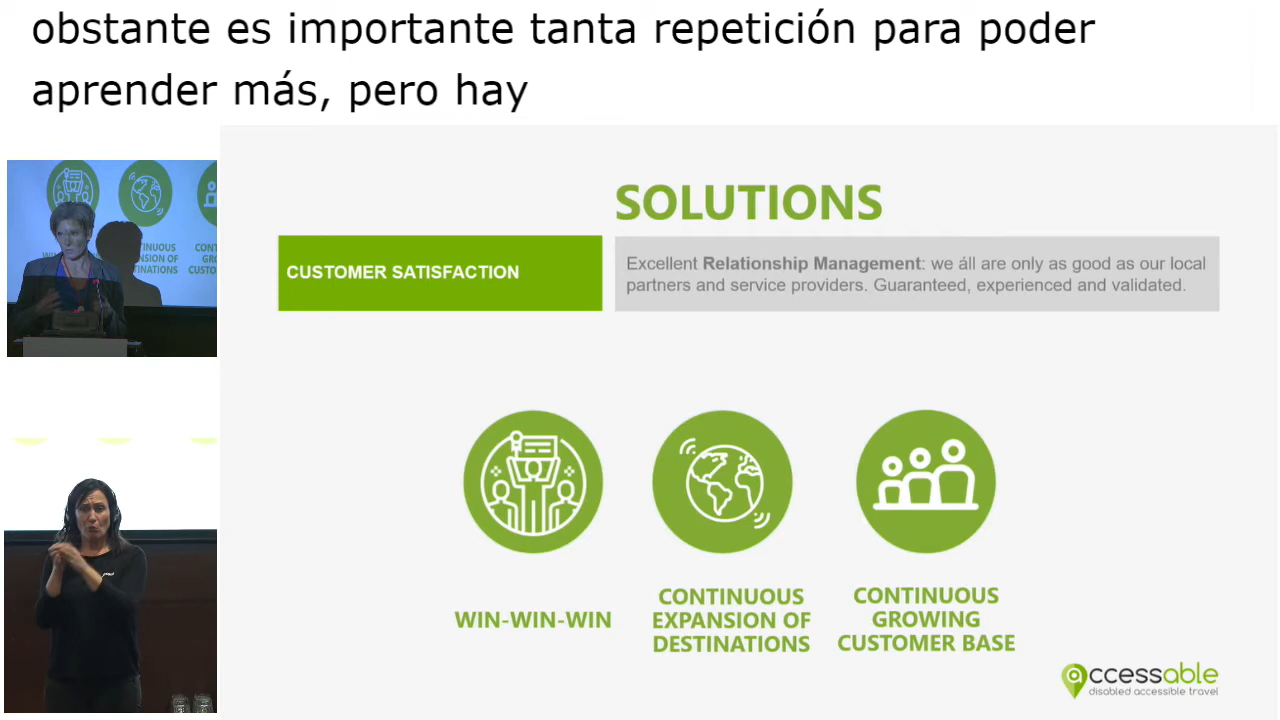 obstante es importante tanta repetición para poder
aprender más, pero hay
SOLUTIONS
CUSTOMER SATISFACTION
Excellent Relationship Management: we áll are only as good as our local
partners and service providers. Guaranteed, experienced and validated.
WIN-WIN-WIN
CONTINUOUS
EXPANSION OF
DESTINATIONS
CONTINUOUS
GROWING
CUSTOMER BASE
accessable
disabled accessible travel